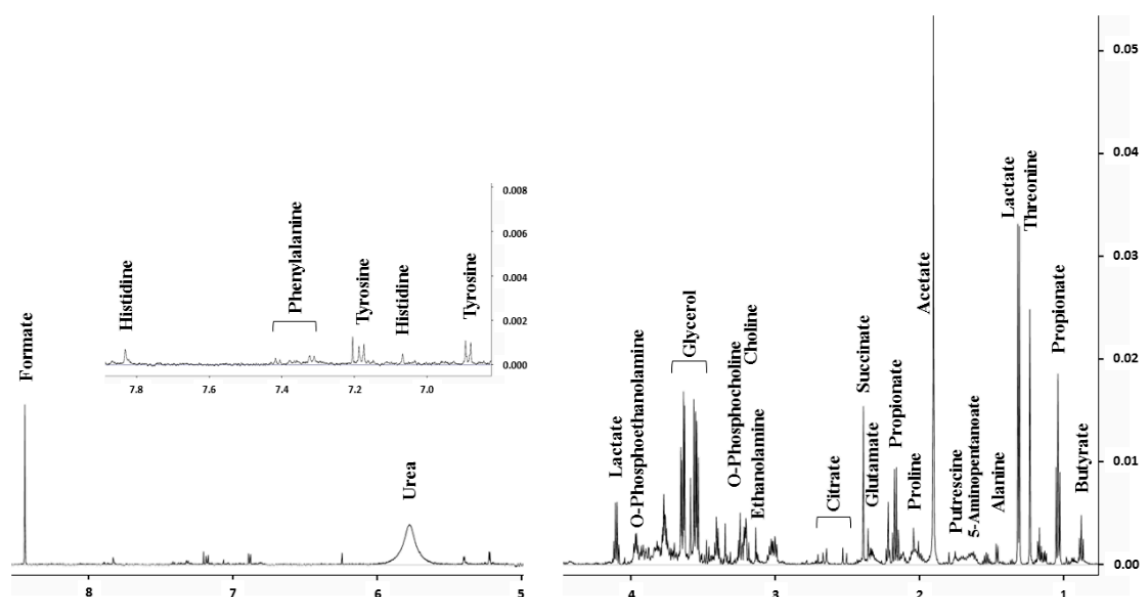 Formate
Histidine
Phenylalanine
Tyrosine
Histidine
Tyrosine
0.008
0.006
0.004
0.002
0.000
7.8
7.6
7.4
7.2
7.0
Urea
8
7
6
5
Lactate
O-Phosphoethanolamine
Glycerol
O-Phosphocholine
Choline
Ethanolamine
Citrate
Succinate
Glutamate
Propionate
Proline
Acetate
Putrescine
5-Aminopentanoate
Alanine
Lactate
Threonine
Propionate
Butyrate
0.05
0.04
0.03
0.02
0.01
0.00
4
3
2
1